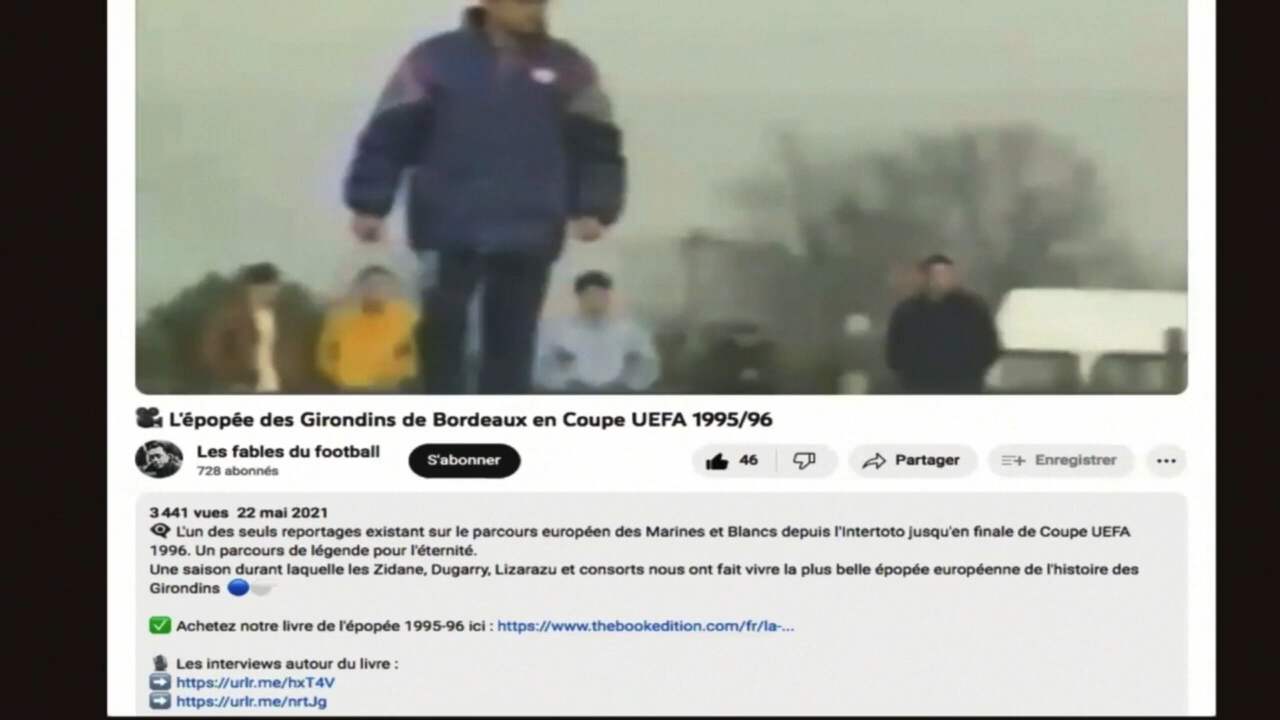 L'épopée des Girondins de Bordeaux en Coupe UEFA 1995/96
Les fables du football
728 abonnés
S'abonner
46
Partager
Enregistrer
3 441 vues 22 mai 2021
L'un des seuls reportages existant sur le parcours européen des Marines et Blancs depuis l'Intertoto jusqu'en finale de Coupe UEFA
1996. Un parcours de légende pour l'éternité.
Une saison durant laquelle les Zidane, Dugarry, Lizarazu et consorts nous ont fait vivre la plus belle épopée européenne de l'histoire des
Girondins
Achetez notre livre de l'épopée 1995-96 ici : https://www.thebookedition.com/fr/la-...
Les interviews autour du livre :
https://urlr.me/hxT4V
https://urlr.me/nrtJg